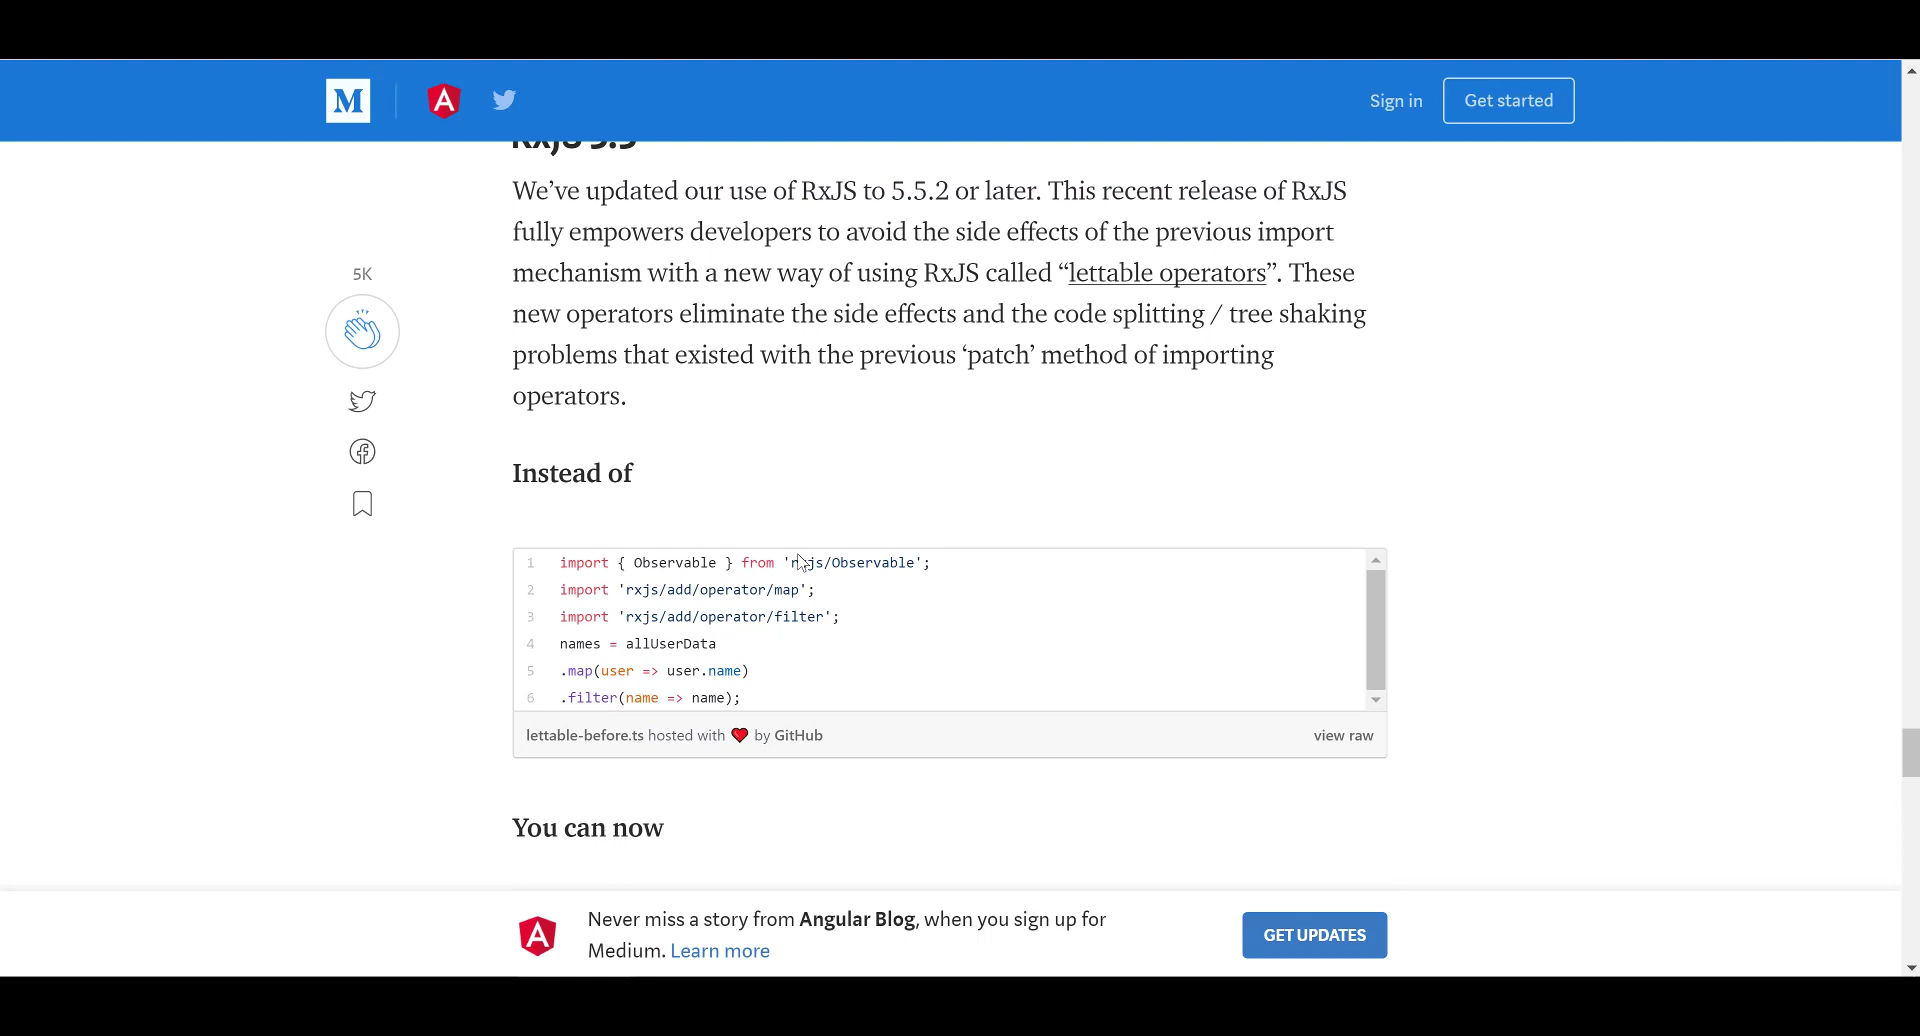 M
A
Sign in
Get started
RxJS 5.5
We’ve updated our use of RxJS to 5.5.2 or later. This recent release of RxJS
fully empowers developers to avoid the side effects of the previous import
mechanism with a new way of using RxJS called “lettable operators”. These
new operators eliminate the side effects and the code splitting / tree shaking
problems that existed with the previous ‘patch’ method of importing
operators.
5K
Instead of
1 import { Observable } from 'rxjs/Observable';
2 import 'rxjs/add/operator/map';
3 import 'rxjs/add/operator/filter';
4 names = allUserData
5 .map(user => user.name)
6 .filter(name => name);
lettable-before.ts hosted with ❤ by GitHub
view raw
You can now
A
Never miss a story from Angular Blog, when you sign up for
Medium. Learn more
GET UPDATES